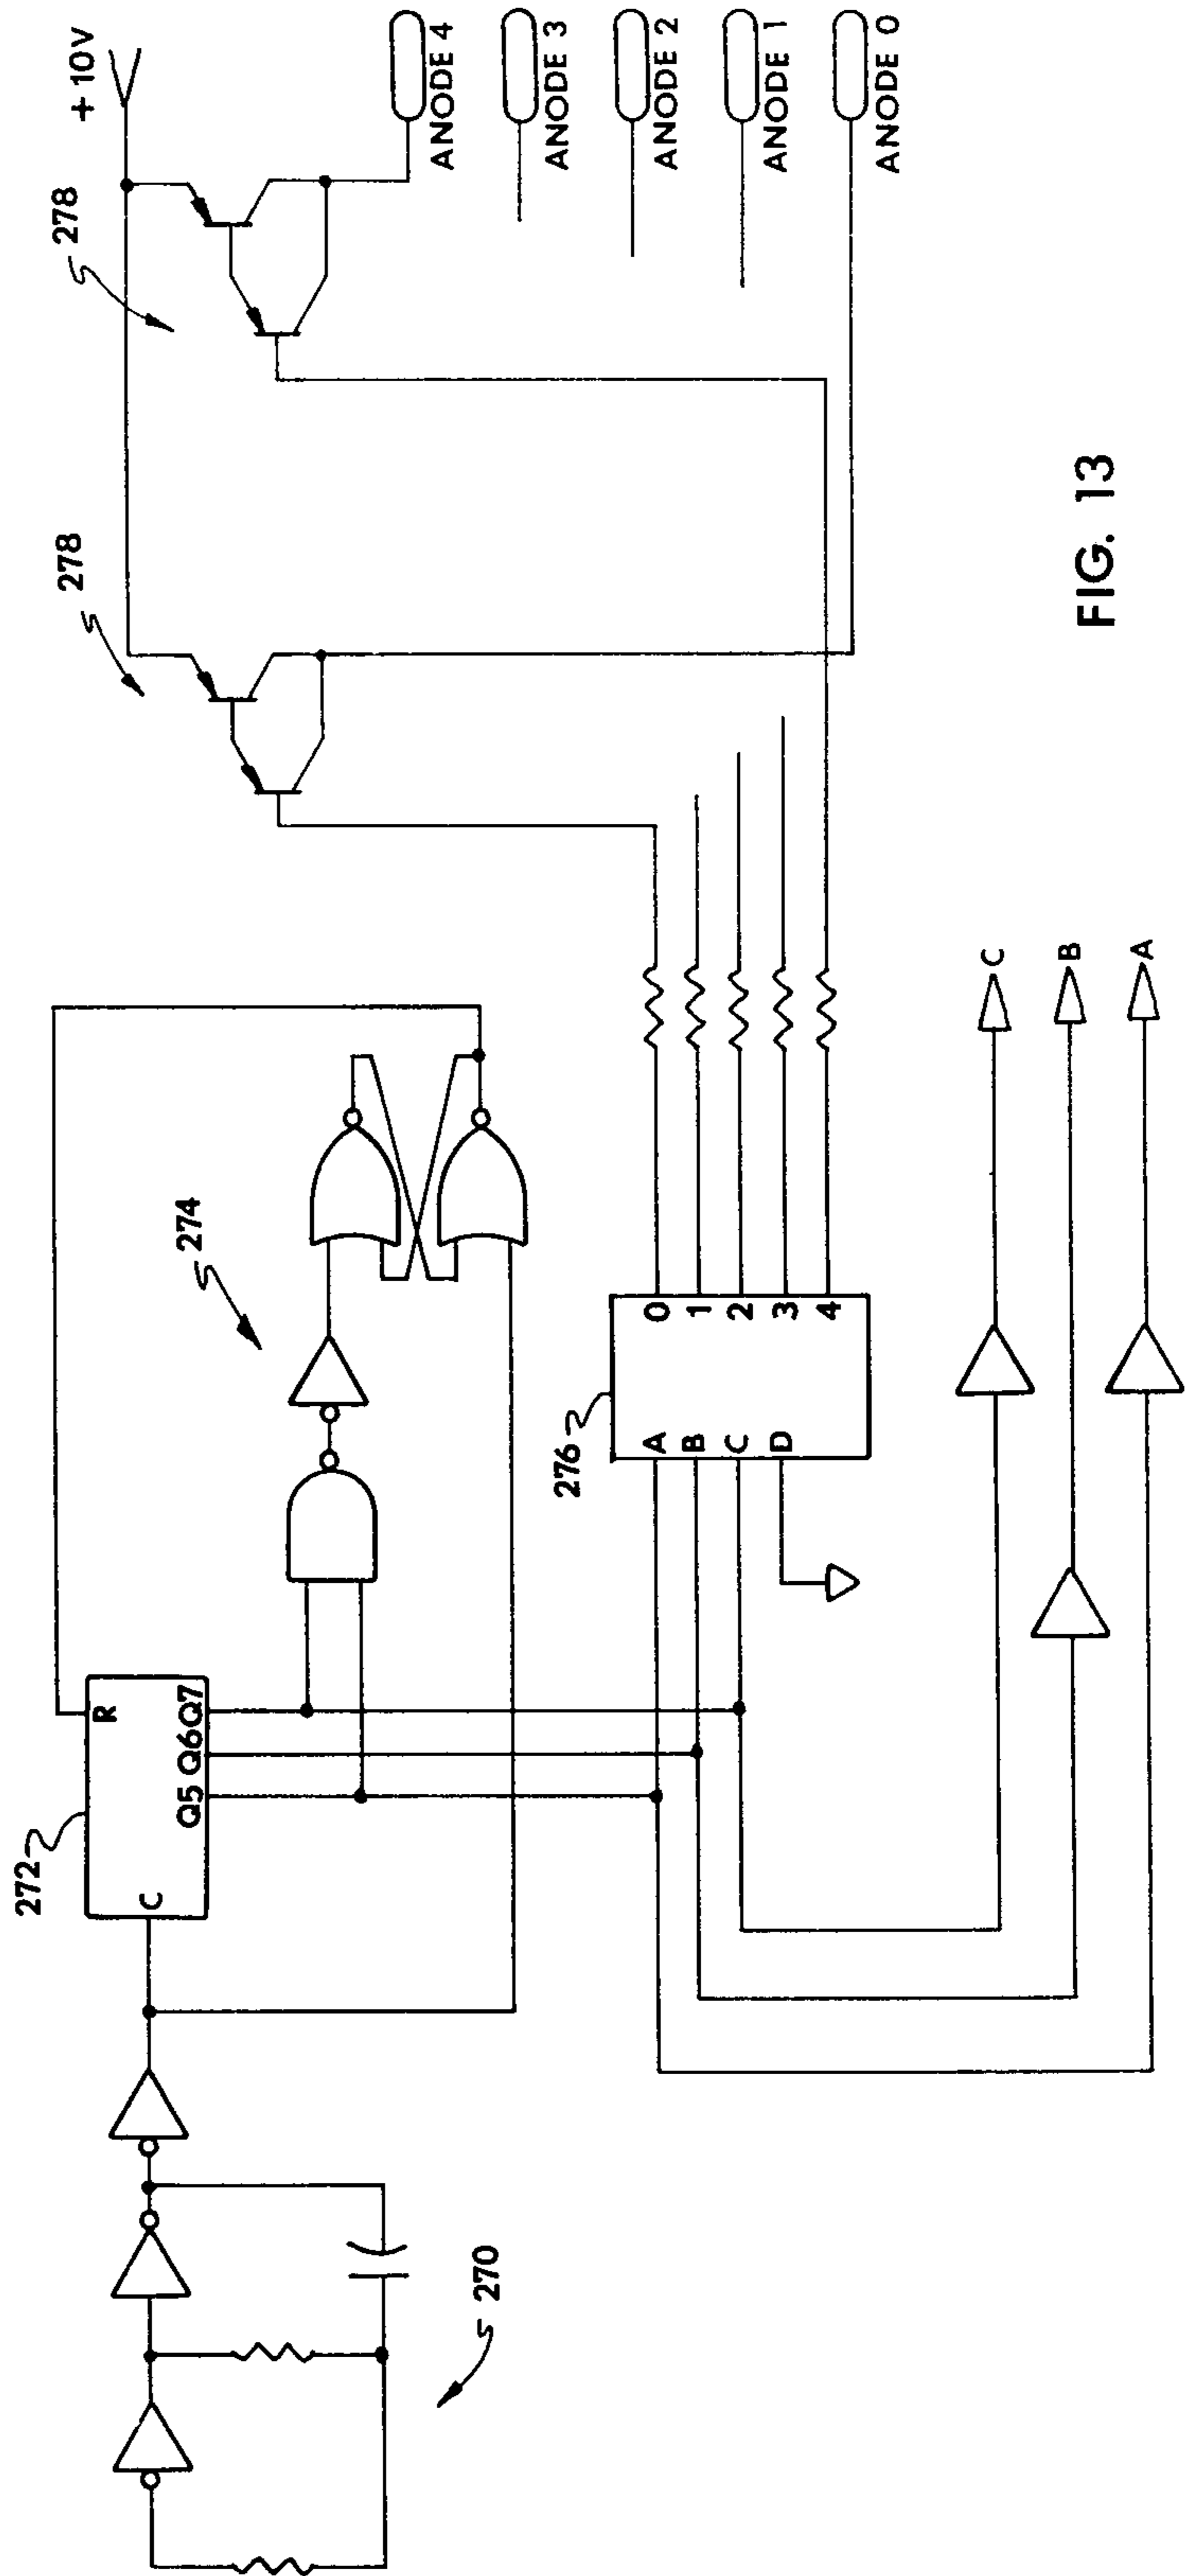 +10V
278
278
ANODE 4
ANODE 3
ANODE 2
ANODE 1
ANODE 0
272
C
R
Q5 Q6 Q7
274
270
276
A
B
C
D
0
1
2
3
4
C
B
A
FIG. 13